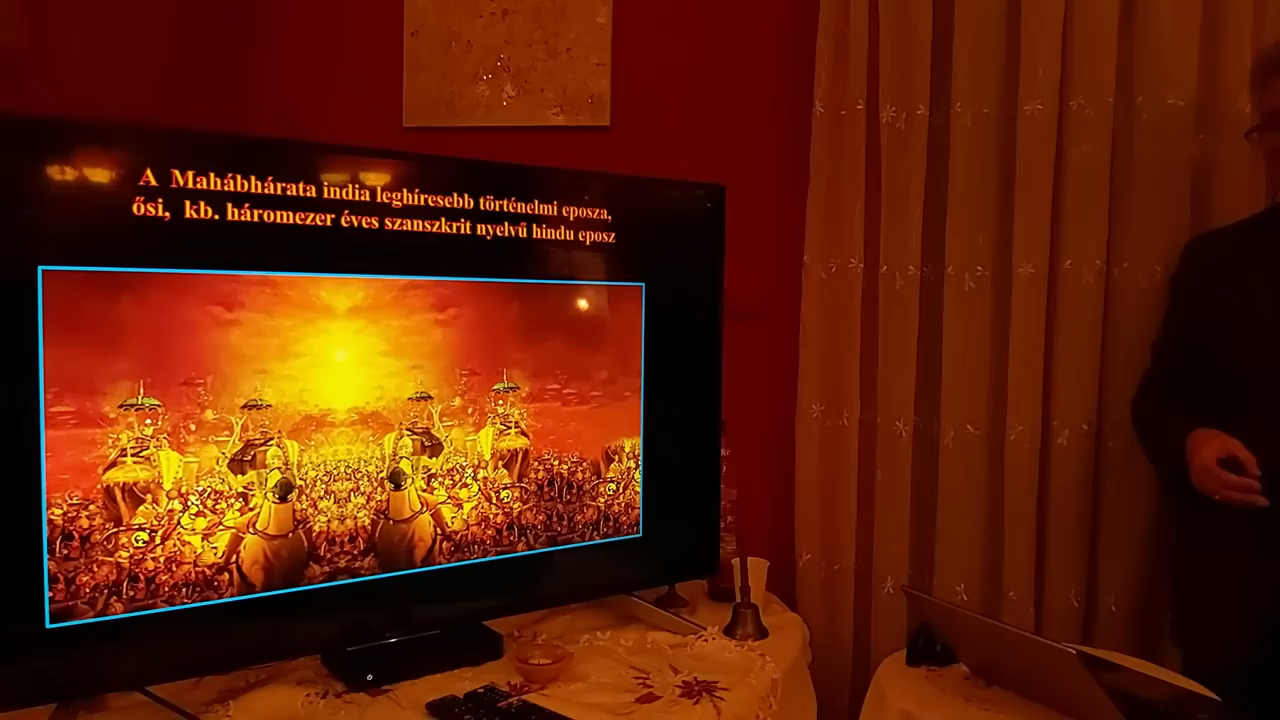 A Mahábhárata india leghíresebb történelmi eposza,
ősi, kb. háromezer éves szanszkrit nyelvű hindu eposz